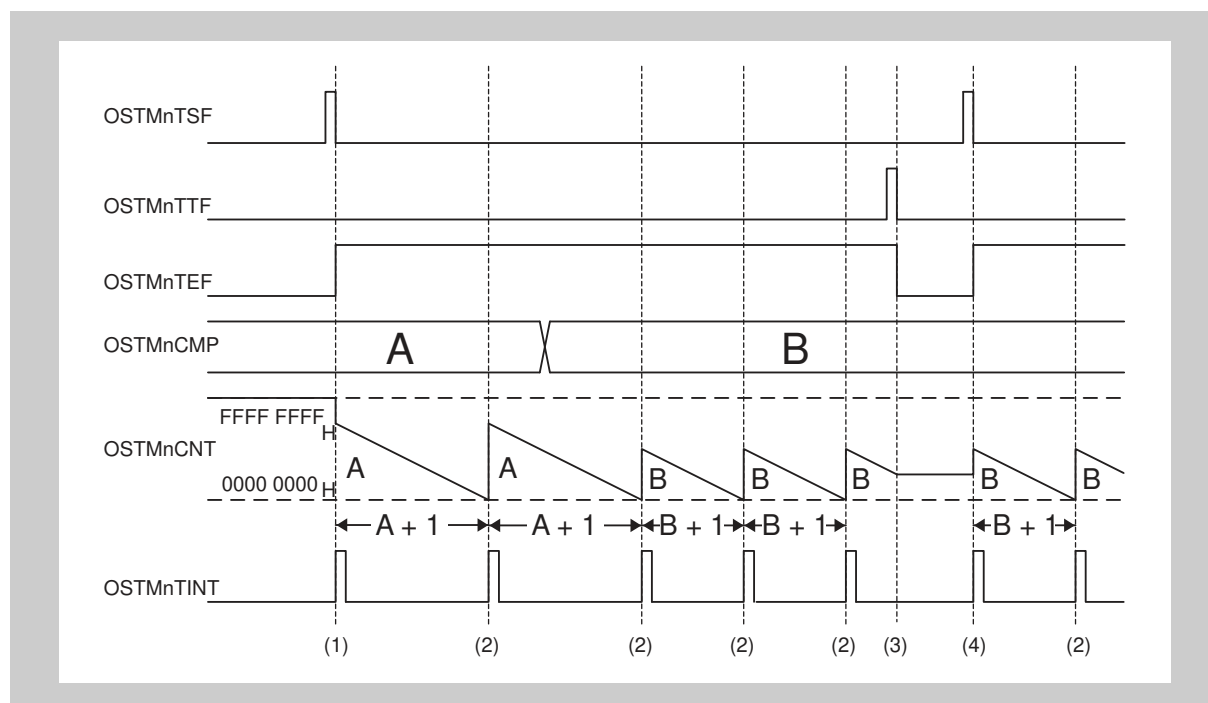 OSTMnTSF
OSTMnTTF
OSTMnTEF
OSTMnCMP
A
B
FFFF FFFF
H
OSTMnCNT
A A B B B B B
0000 0000 H
A + 1 A + 1 B + 1 B + 1 B + 1
OSTMnTINT
(1) (2) (2) (2) (2) (3) (4) (2)